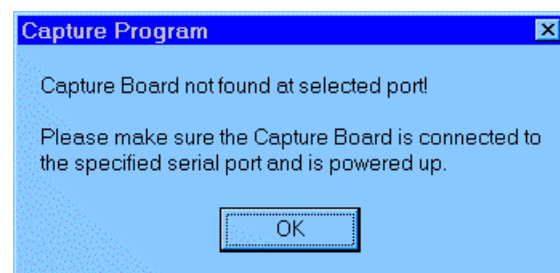 Capture Program
Capture Board not found at selected port!
Please make sure the Capture Board is connected to
the specified serial port and is powered up.
OK